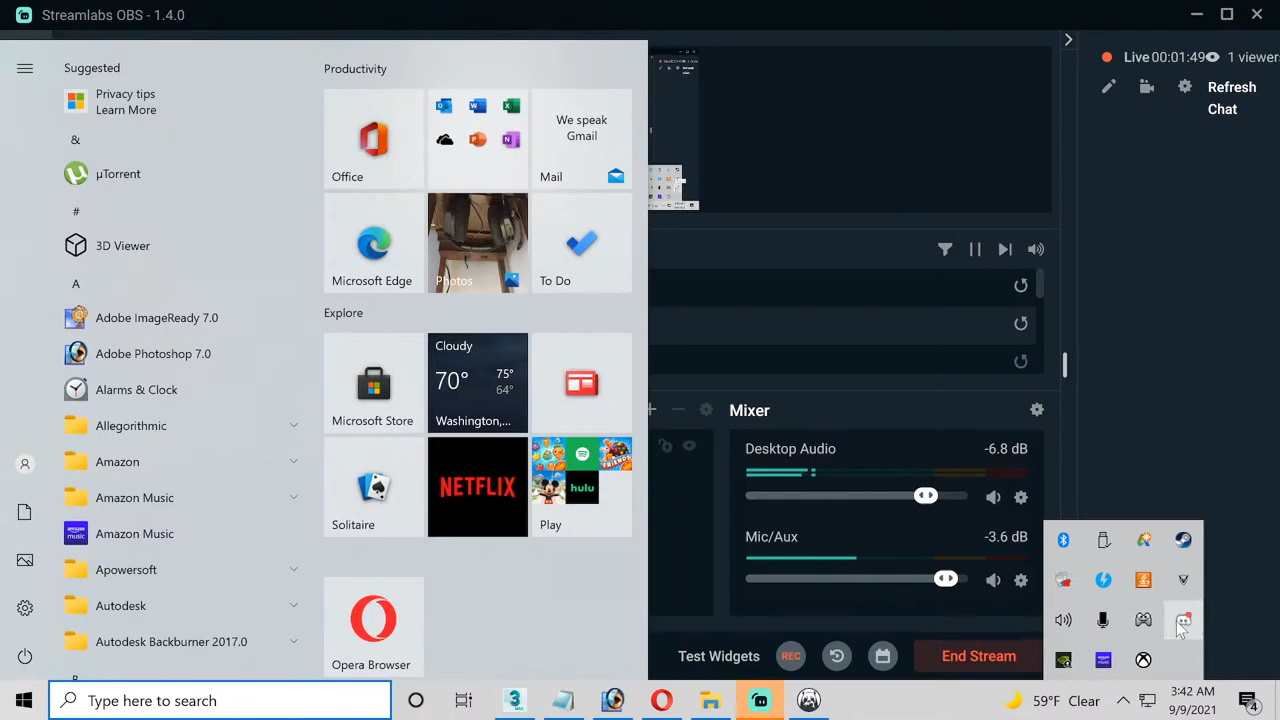 Streamlabs OBS - 1.4.0
Suggested
Privacy tips
Learn More
&
µTorrent
#
3D Viewer
A
Adobe ImageReady 7.0
Adobe Photoshop 7.0
Alarms & Clock
Allegorithmic
Amazon
Amazon Music
Amazon Music
amazon
music
Apowersoft
Autodesk
Autodesk Backburner 2017.0
Productivity
Office
We speak
Gmail
Mail
Microsoft Edge
Photos
To Do
Explore
Microsoft Store
Cloudy
70°
75°
64°
Washington,...
Solitaire
NETFLIX
FRIENDS
hulu
Play
Opera Browser
Live 00:01:49
1 viewers
Refresh
Chat
Mixer
Desktop Audio
-6.8 dB
Mic/Aux
-3.6 dB
Test Widgets
REC
End Stream
Type here to search
59°F Clear
3:42 AM
9/9/2021
4